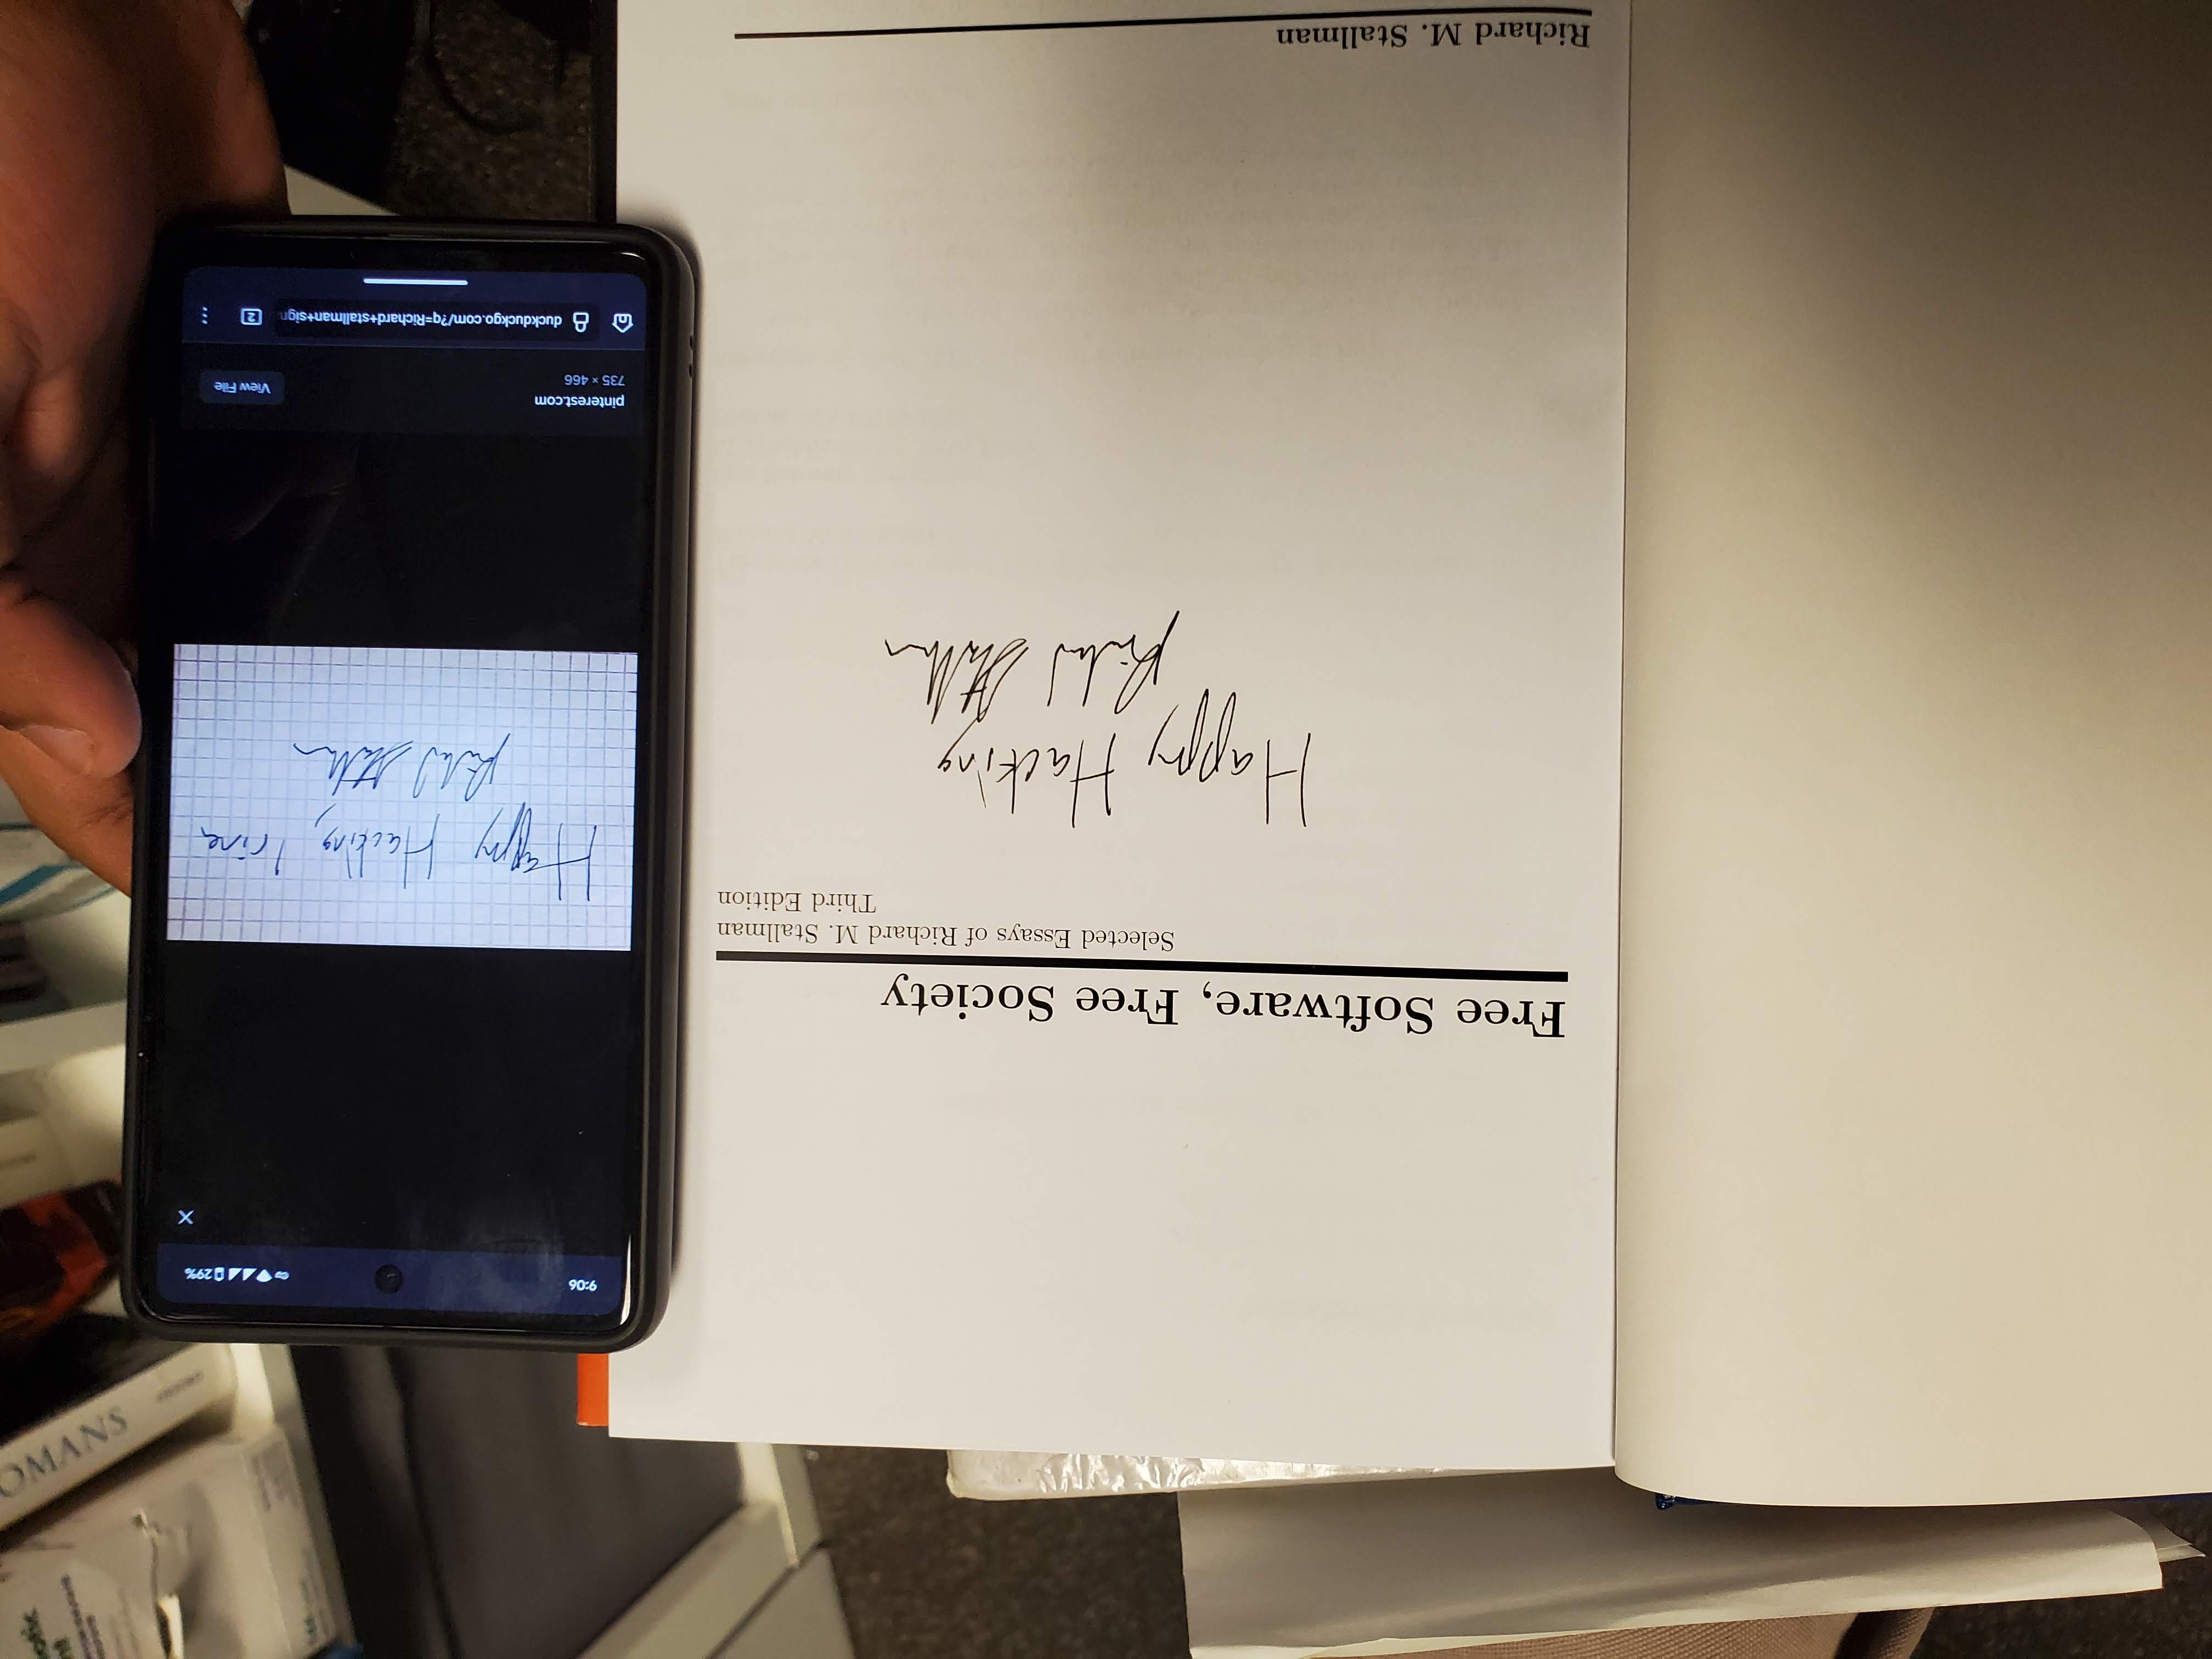 Free Software, Free Society
Selected Essays of Richard M. Stallman
Third Edition
Happy Hacking
Richard Stallman
Richard M. Stallman
9:06
29%
Happy Hacking, Irina
Richard Stallman
pinterest.com
735 × 466
View File
duckduckgo.com/?q=Richard+stallman+sign
2
OMANS